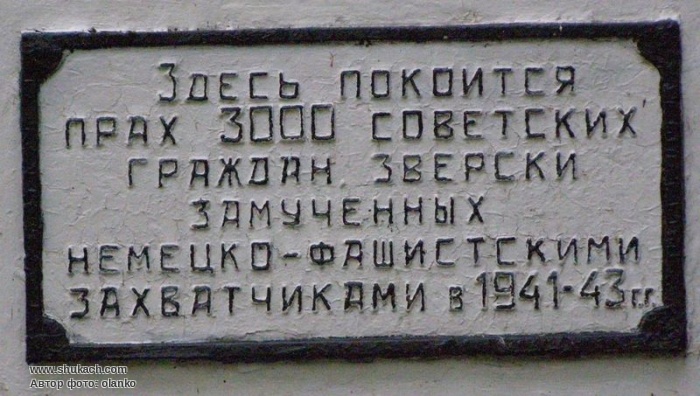 Здесь покоится
прах 3000 советских
граждан зверски
замученных
немецко-фашистскими
захватчиками в 1941-43 г.г.
www.shukach.com
Автор фото: olanko